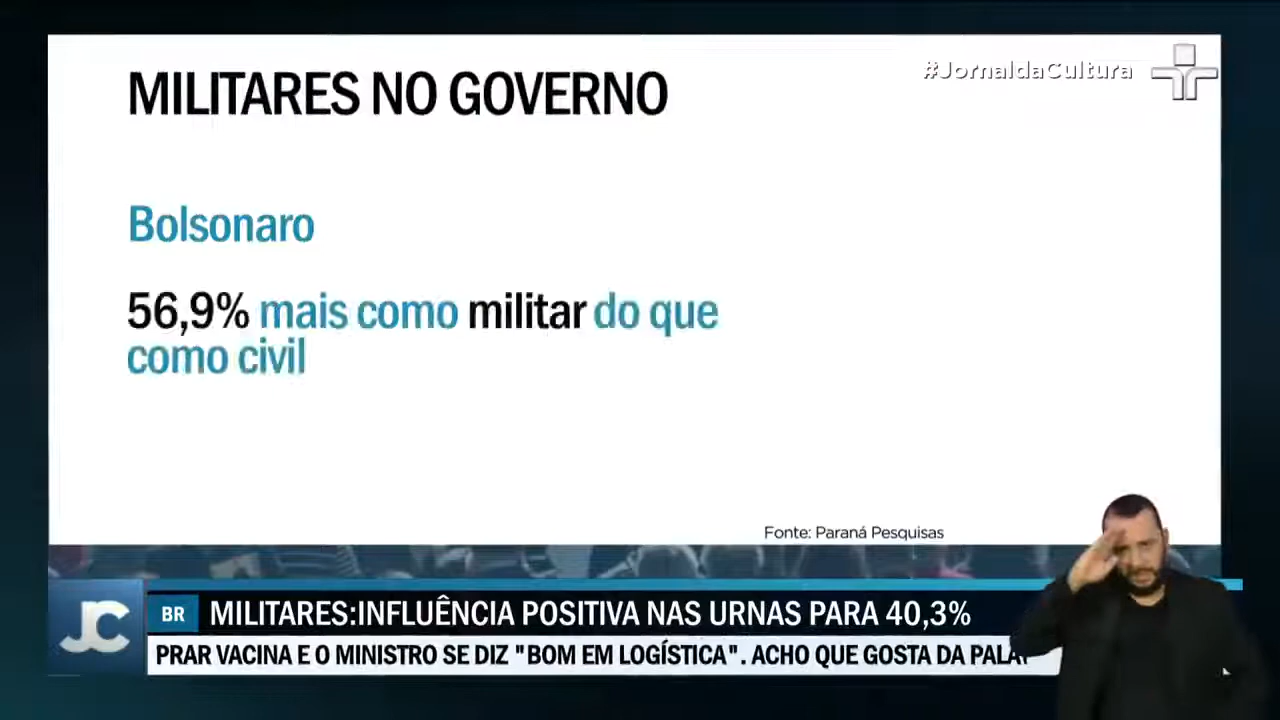 MILITARES NO GOVERNO
#JornaldaCultura
Bolsonaro
56,9% mais como militar do que
como civil
Fonte: Paraná Pesquisas
JC
BR
MILITARES:INFLUÊNCIA POSITIVA NAS URNAS PARA 40,3%
PRAR VACINA E O MINISTRO SE DIZ "BOM EM LOGÍSTICA". ACHO QUE GOSTA DA